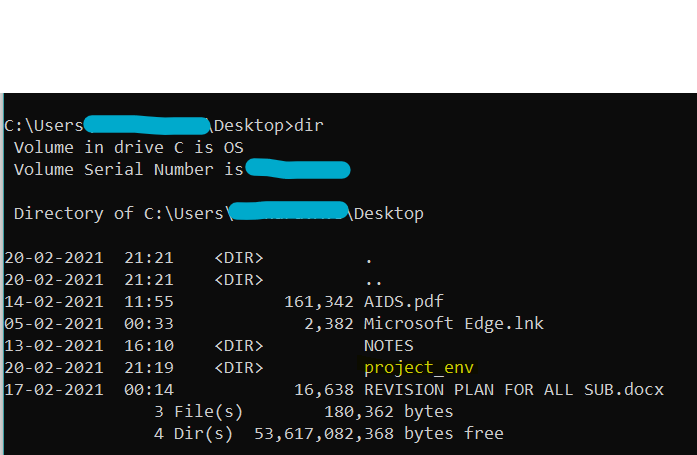 C:\Users \Desktop>dir
Volume in drive C is OS
Volume Serial Number is
Directory of C:\Users\ \Desktop
20-02-2021 21:21 <DIR> .
20-02-2021 21:21 <DIR> ..
14-02-2021 11:55 161,342 AIDS.pdf
05-02-2021 00:33 2,382 Microsoft Edge.lnk
13-02-2021 16:10 <DIR> NOTES
20-02-2021 21:19 <DIR> project_env
17-02-2021 00:14 16,638 REVISION PLAN FOR ALL SUB.docx
3 File(s) 180,362 bytes
4 Dir(s) 53,617,082,368 bytes free